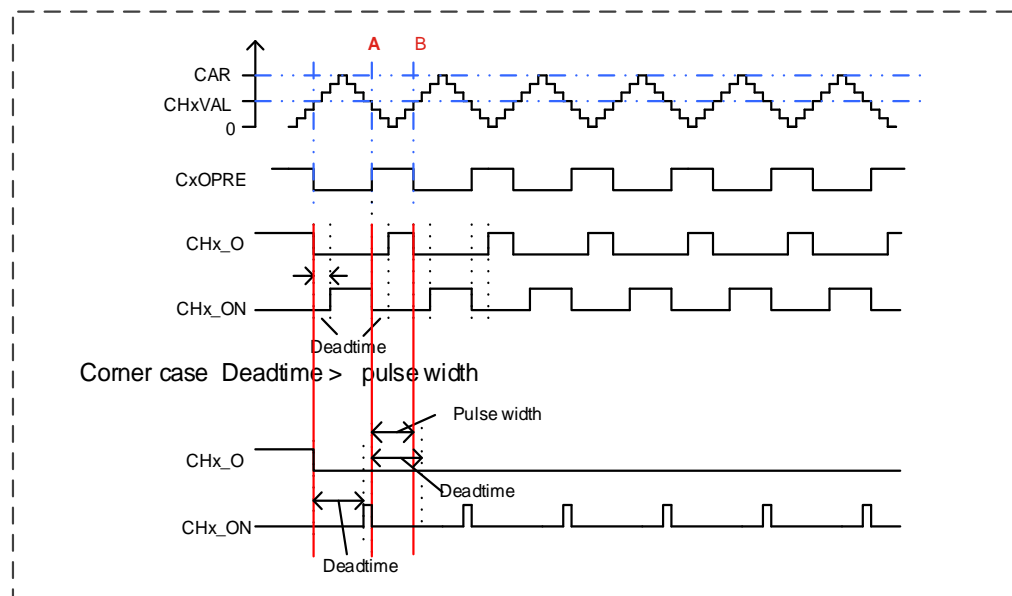 A B
CAR
CHxVAL
0
CxOPRE
CHx_O
CHx_ON
Deadtime
Corner case Deadtime > pulse width
Pulse width
CHx_O
Deadtime
CHx_ON
Deadtime